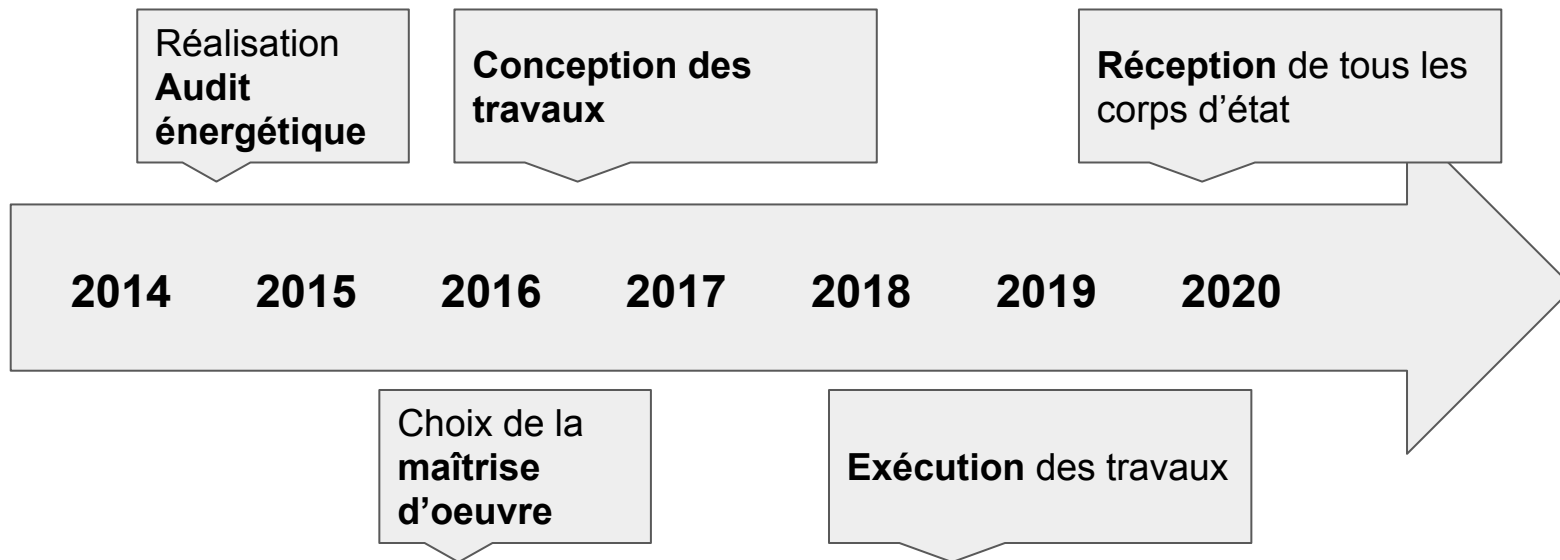 Réalisation
Audit
énergétique
Conception des
travaux
Réception de tous les
corps d’état
2014 2015 2016 2017 2018 2019 2020
Choix de la
maîtrise
d’oeuvre
Exécution des travaux